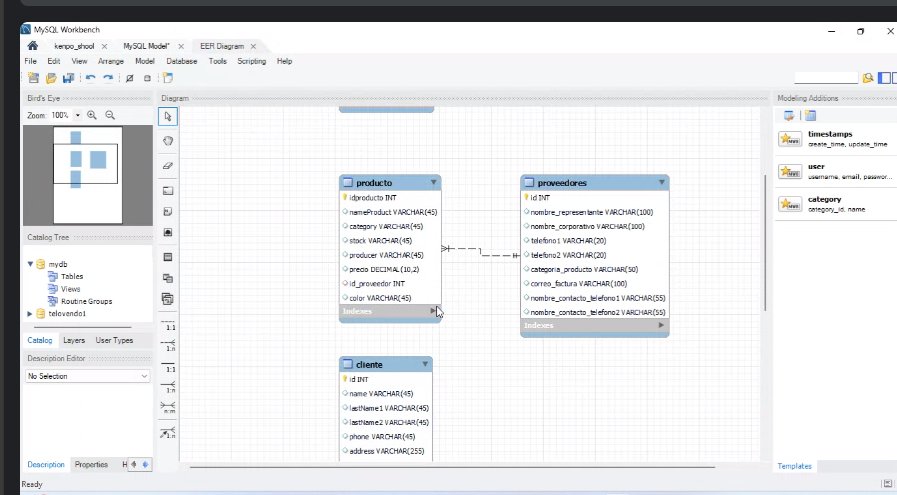 MySQL Workbench
kenpo_shool
MySQL Model*
EER Diagram
File Edit View Arrange Model Database Tools Scripting Help
Bird's Eye
Diagram
Modeling Additions
Zoom: 100%
timestamps
create_time, update_time
user
username, email, passwor...
category
category_id, name
producto
idproducto INT
nameProduct VARCHAR(45)
category VARCHAR(45)
stock VARCHAR(45)
producer VARCHAR(45)
precio DECIMAL(10,2)
id_proveedor INT
color VARCHAR(45)
Indexes
proveedores
id INT
nombre_representante VARCHAR(100)
nombre_corporativo VARCHAR(100)
telefono1 VARCHAR(20)
telefono2 VARCHAR(20)
categoria_producto VARCHAR(50)
correo_factura VARCHAR(100)
nombre_contacto_telefono1 VARCHAR(55)
nombre_contacto_telefono2 VARCHAR(55)
Indexes
Catalog Tree
mydb
Tables
Views
Routine Groups
telovendo1
Catalog Layers User Types
Description Editor
No Selection
1:1
1:n
1:1
1:n
n:m
1:n
cliente
id INT
name VARCHAR(45)
lastName1 VARCHAR(45)
lastName2 VARCHAR(45)
phone VARCHAR(45)
address VARCHAR(255)
Description Properties H
Templates
Ready